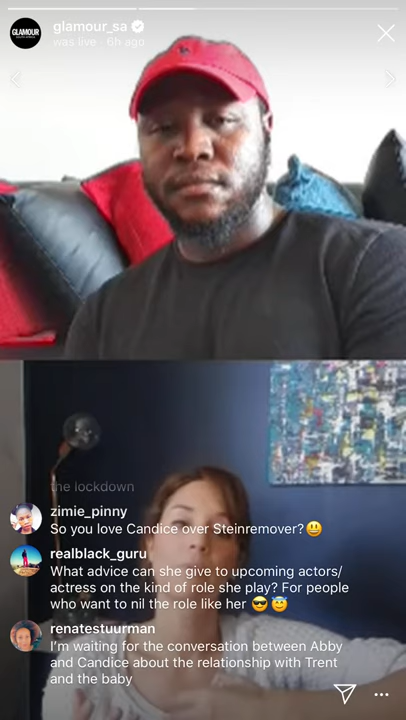 GLAMOUR
glamour_sa
was live · 6h ago
the lockdown
zimie_pinny
So you love Candice over Steinremover?😃
realblack_guru
What advice can she give to upcoming actors/
actress on the kind of role she play? For people
who want to nil the role like her 😎😇
renatestuurman
I'm waiting for the conversation between Abby
and Candice about the relationship with Trent
and the baby